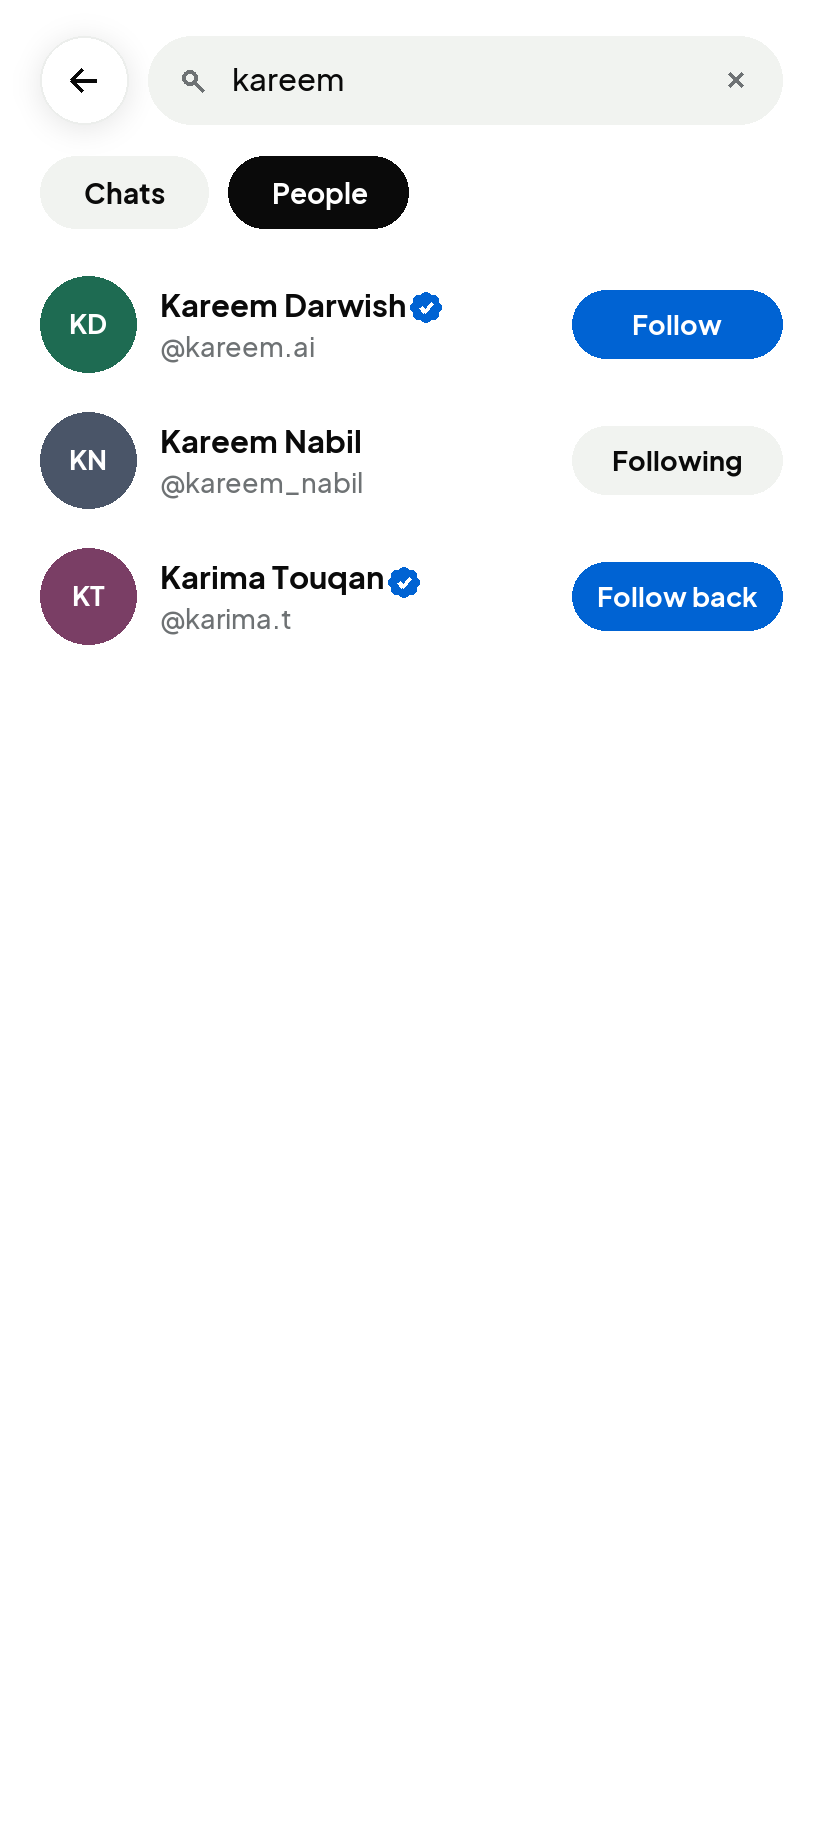 kareem
Chats
People
KD
Kareem Darwish
@kareem.ai
Follow
KN
Kareem Nabil
@kareem_nabil
Following
KT
Karima Touqan
@karima.t
Follow back